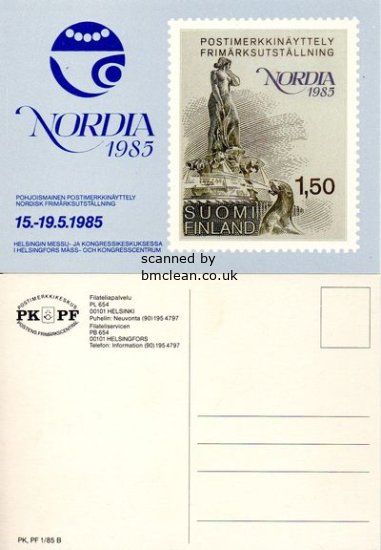 NORDIA
1985
POHJOISMAINEN POSTIMERKKINÄYTTELY
NORDISK FRIMÄRKSUTSTÄLLNING
15.-19.5.1985
HELSINGIN MESSU- JA KONGRESSIKESKUKSESSA
I HELSINGFORS MÄSS- OCH KONGRESSCENTRUM
POSTIMERKKINÄYTTELY
FRIMÄRKSUTSTÄLLNING
NORDIA
1985
1,50
SUOMI
FINLAND
scanned by
bmclean.co.uk
POSTIMERKKIKESKUS
PK PF
POSTENS FRIMÄRKSCENTRAL
Filateliapalvelu
PL 654
00101 HELSINKI
Puhelin: Neuvonta (90) 195 4797
Filateliservicen
PB 654
00101 HELSINGFORS
Telefon: Information (90) 195 4797
PK, PF 1/85 B